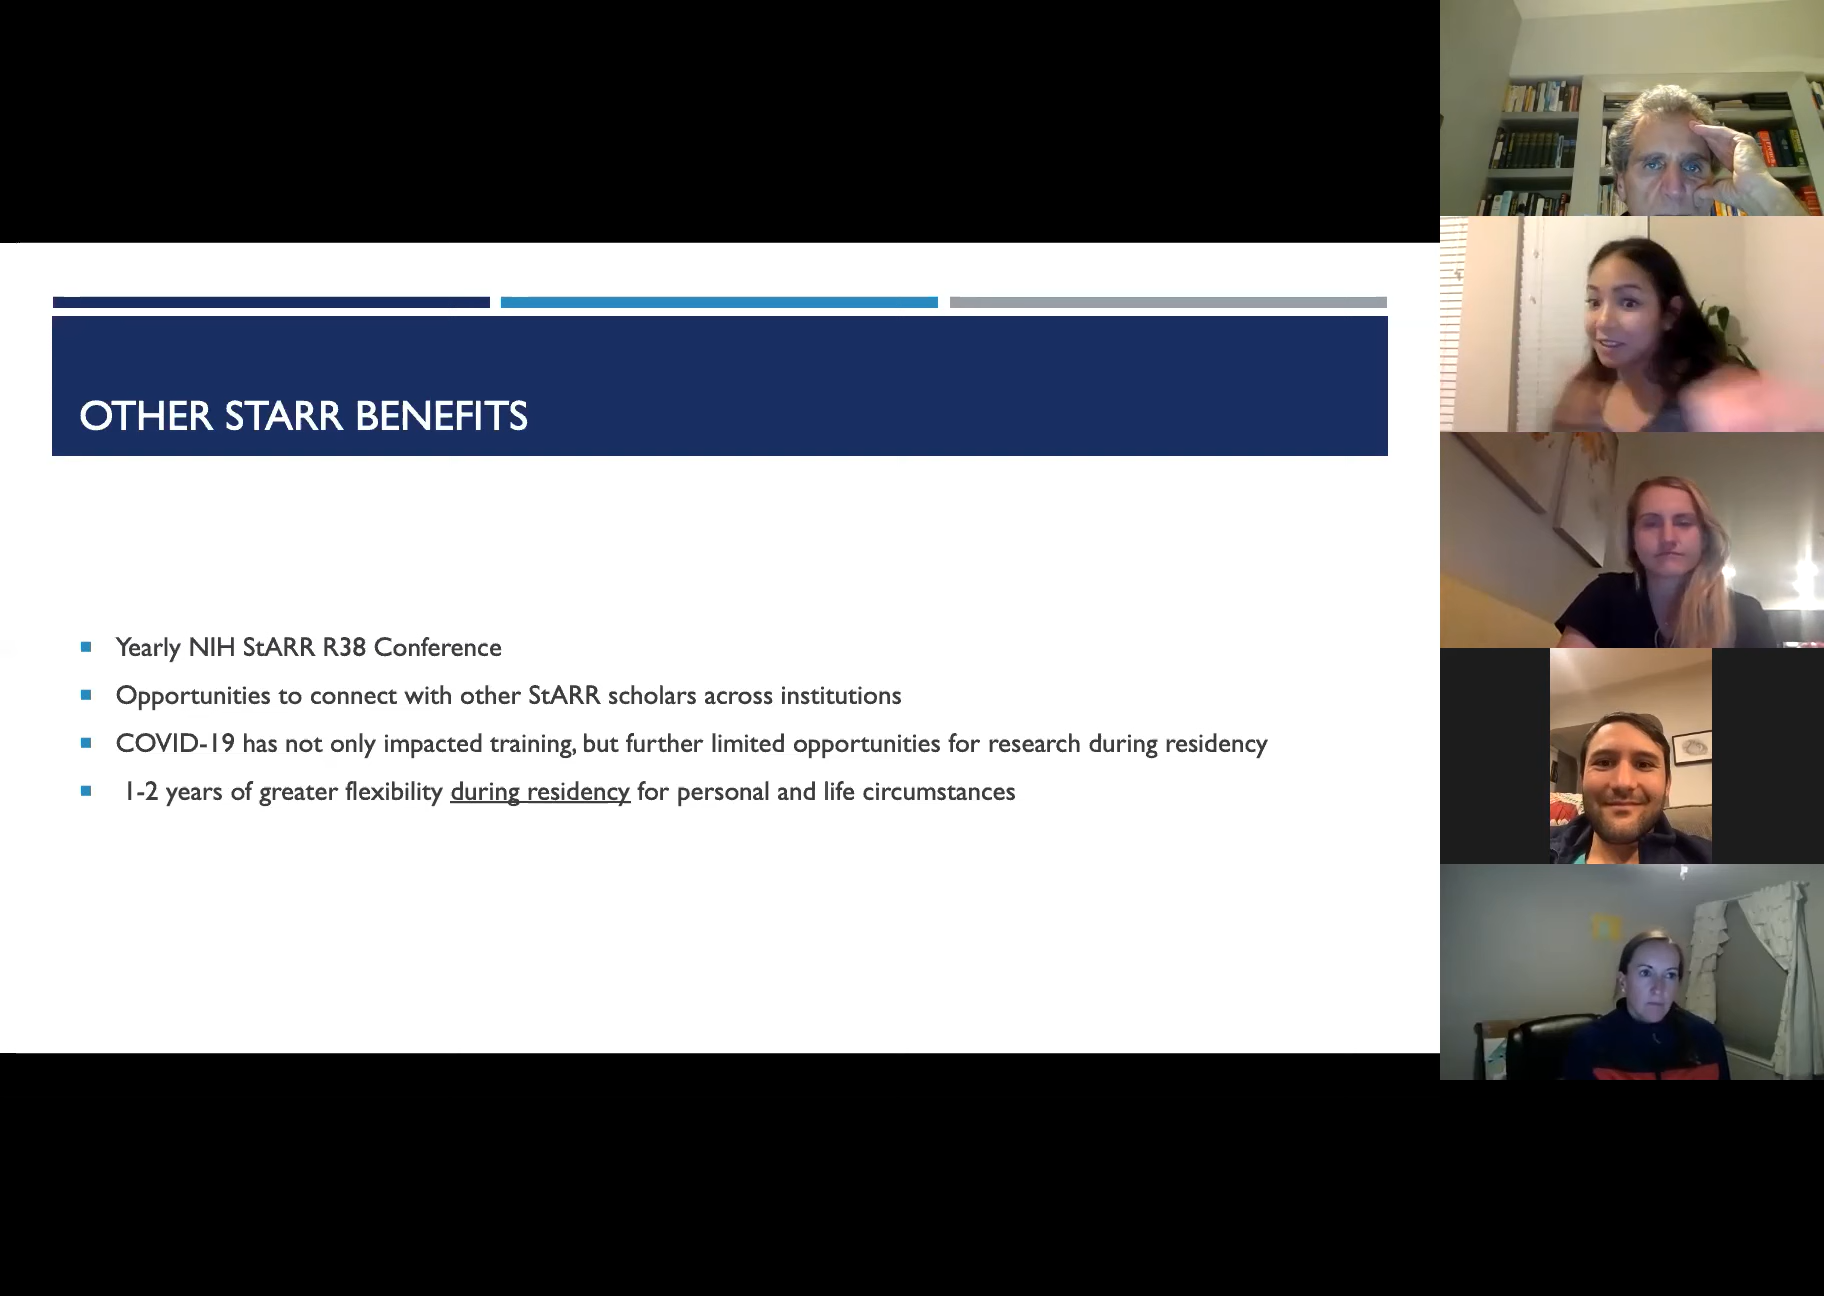 OTHER STARR BENEFITS
Yearly NIH StARR R38 Conference
Opportunities to connect with other StARR scholars across institutions
COVID-19 has not only impacted training, but further limited opportunities for research during residency
1-2 years of greater flexibility during residency for personal and life circumstances